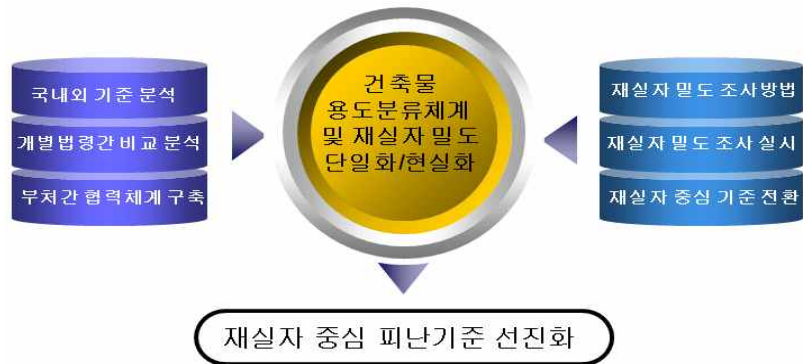 국내외 기준 분석
개별법령간 비교 분석
부처간 협력체계 구축
건축물
용도분류체계
및 재실자 밀도
단일화/현실화
재실자 밀도 조사방법
재실자 밀도 조사 실시
재실자 중심 기준 전환
재실자 중심 피난기준 선진화